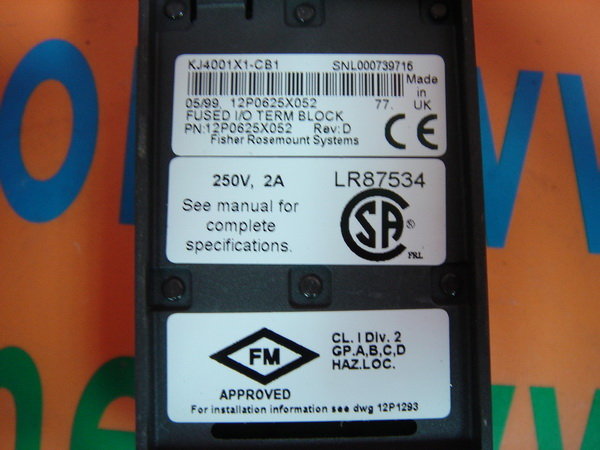 KJ4001X1-CB1 SNL000739716
Made in UK
05/99, 12P0625X052 77.
FUSED I/O TERM BLOCK
PN:12P0625X052 Rev:D
Fisher Rosemount Systems
CE
250V, 2A
See manual for
complete
specifications.
LR87534
SA ®
FM
APPROVED
CL. I Div. 2
GP.A,B,C,D
HAZ.LOC.
For installation information see dwg 12P1293